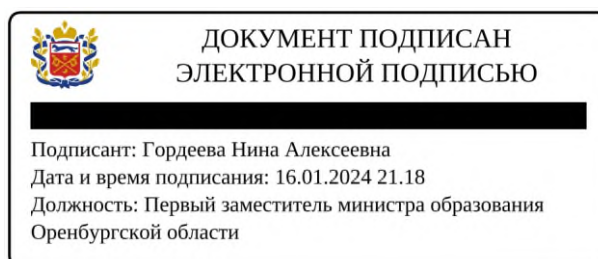 ДОКУМЕНТ ПОДПИСАН
ЭЛЕКТРОННОЙ ПОДПИСЬЮ
Подписант: Гордеева Нина Алексеевна
Дата и время подписания: 16.01.2024 21.18
Должность: Первый заместитель министра образования
Оренбургской области